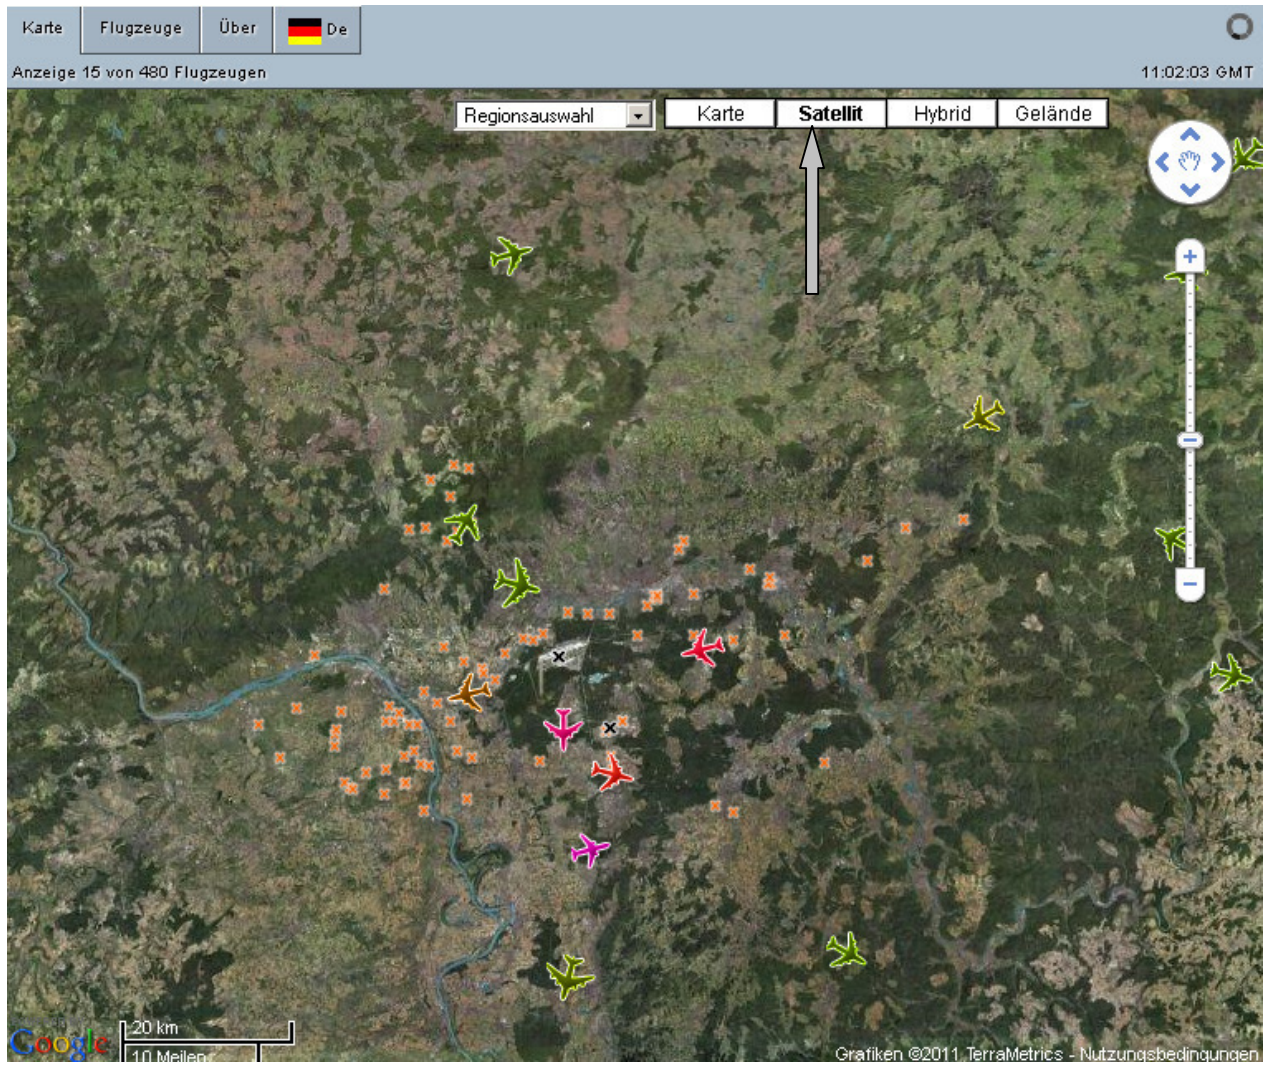 Karte Flugzeuge Über De
Anzeige 15 von 480 Flugzeugen 11:02:03 GMT
Regionsauswahl Karte Satellit Hybrid Gelände
20 km
Google
10 Meilen
Grafiken ©2011 TerraMetrics - Nutzungsbedingungen